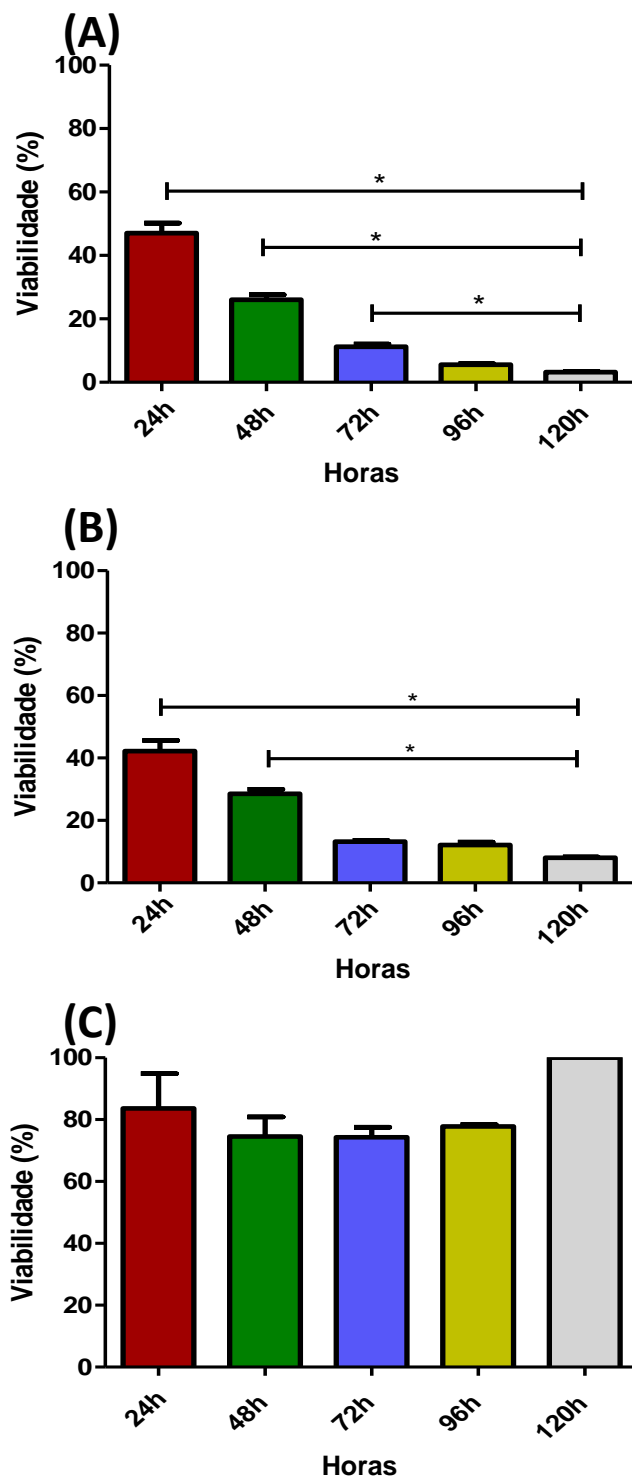 (A)
Viabilidade (%)
100
80
60
40
20
0
*
*
*
24h
48h
72h
96h
120h
Horas
(B)
Viabilidade (%)
100
80
60
40
20
0
*
*
24h
48h
72h
96h
120h
Horas
(C)
Viabilidade (%)
100
80
60
40
20
0
24h
48h
72h
96h
120h
Horas